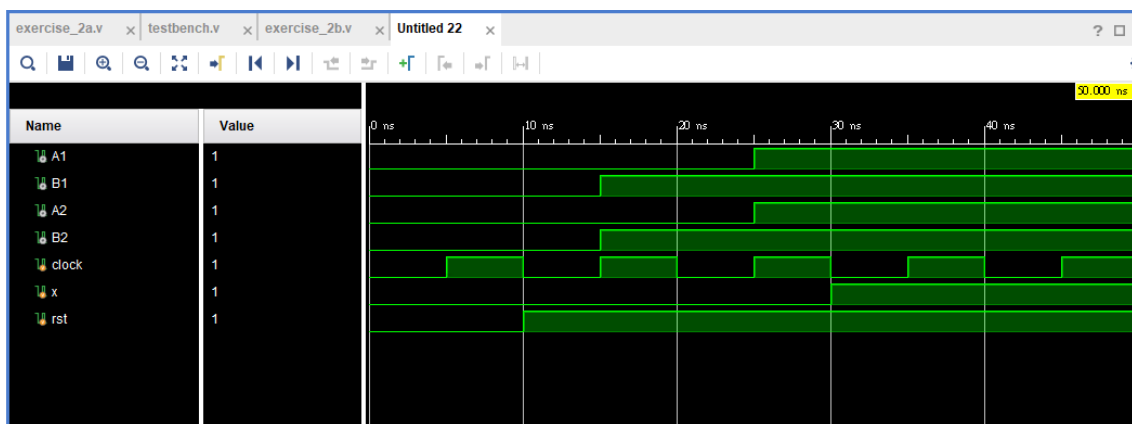 exercise_2a.v × testbench.v × exercise_2b.v × Untitled 22 × ?
50.000 ns
Name Value 0 ns 10 ns 20 ns 30 ns 40 ns
A1 1
B1 1
A2 1
B2 1
clock 1
x 1
rst 1